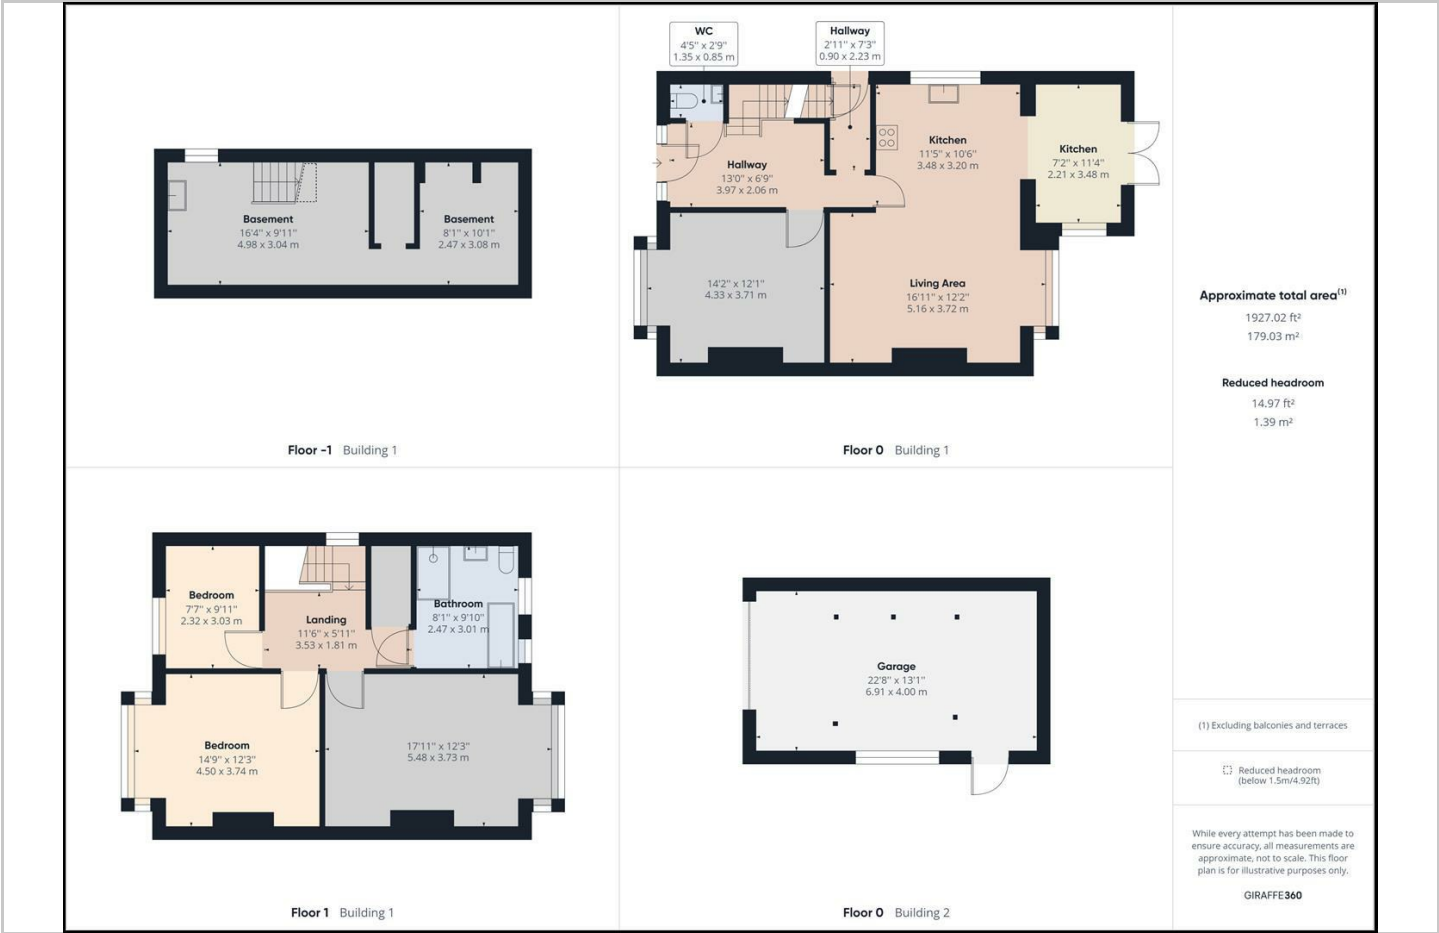 WC
4'5" x 2'9"
1.35 x 0.85 m
Hallway
2'11" x 7'3"
0.90 x 2.23 m
Basement
16'4" x 9'11"
4.98 x 3.04 m
Basement
8'1" x 10'1"
2.47 x 3.08 m
Hallway
13'0" x 6'9"
3.97 x 2.06 m
Kitchen
11'5" x 10'6"
3.48 x 3.20 m
Kitchen
7'2" x 11'4"
2.21 x 3.48 m
14'2" x 12'1"
4.33 x 3.71 m
Living Area
16'11" x 12'2"
5.16 x 3.72 m
Floor -1 Building 1
Floor 0 Building 1
Approximate total area(1)
1927.02 ft²
179.03 m²
Reduced headroom
14.97 ft²
1.39 m²
Bedroom
7'7" x 9'11"
2.32 x 3.03 m
Landing
11'6" x 5'11"
3.53 x 1.81 m
Bathroom
8'1" x 9'10"
2.47 x 3.01 m
Bedroom
14'9" x 12'3"
4.50 x 3.74 m
17'11" x 12'3"
5.48 x 3.73 m
Garage
22'8" x 13'1"
6.91 x 4.00 m
Floor 1 Building 1
Floor 0 Building 2
(1) Excluding balconies and terraces
Reduced headroom
(below 1.5m/4.92ft)
While every attempt has been made to
ensure accuracy, all measurements are
approximate, not to scale. This floor
plan is for illustrative purposes only.
GIRAFFE360